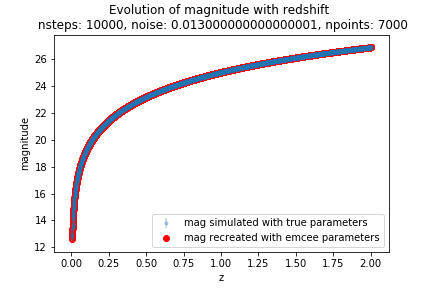 Evolution of magnitude with redshift
nsteps: 10000, noise: 0.013000000000000001, npoints: 7000
magnitude
26
24
22
20
18
16
14
12
mag simulated with true parameters
mag recreated with emcee parameters
0.00 0.25 0.50 0.75 1.00 1.25 1.50 1.75 2.00
z